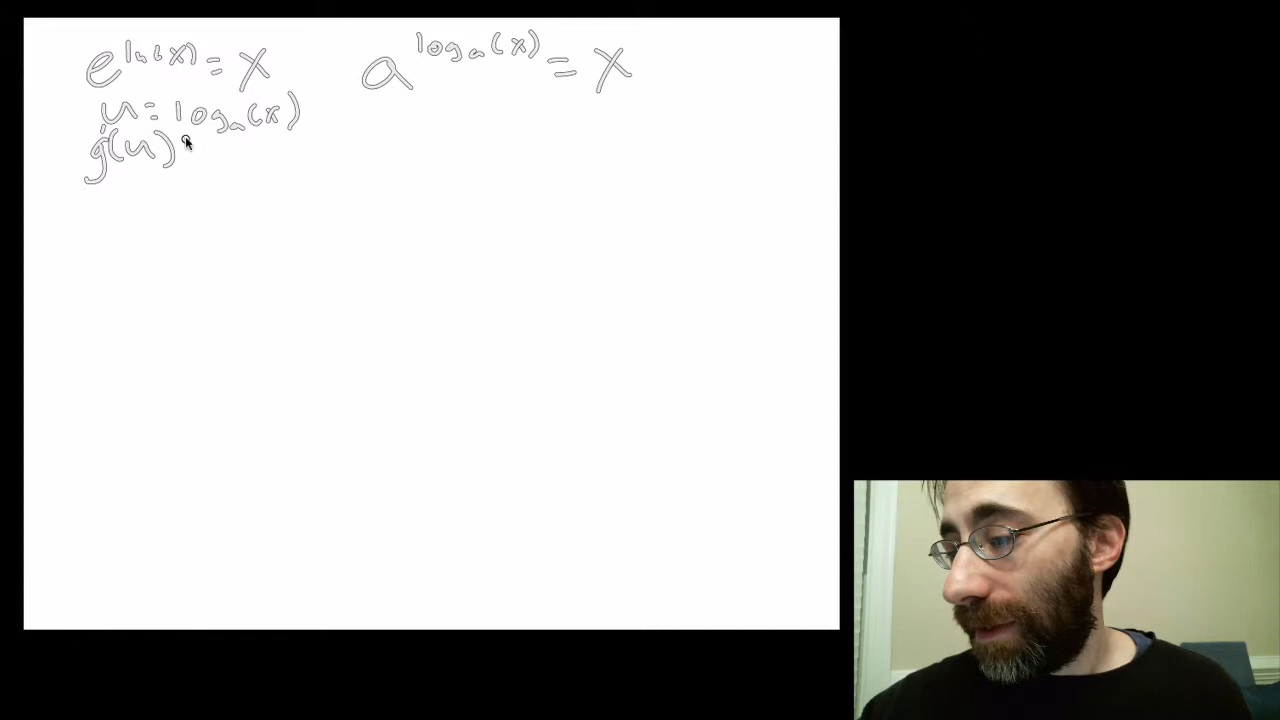 e^{ln(x)} = x
a^{log_a(x)} = x
u = log_a(x)
g(u)